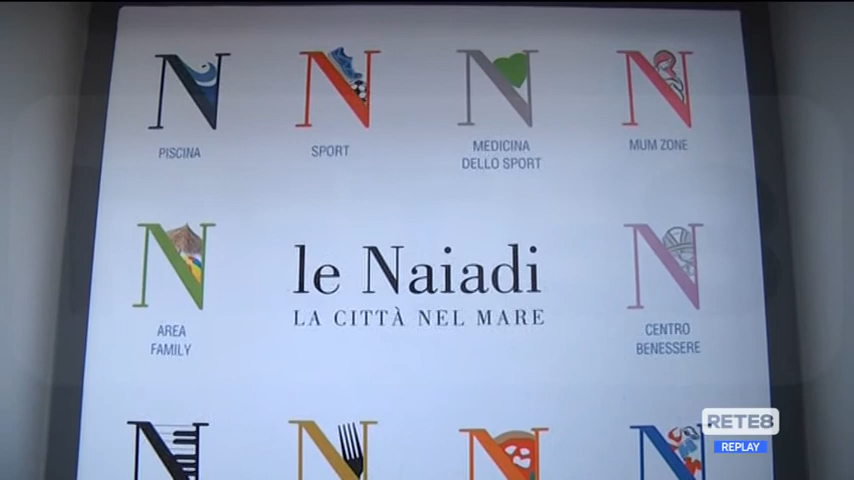 N N N N
PISCINA
SPORT
MEDICINA
DELLO SPORT
MUM ZONE
N
AREA
FAMILY
le Naiadi
LA CITTÀ NEL MARE
N
CENTRO
BENESSERE
N N N N
RETE8
REPLAY